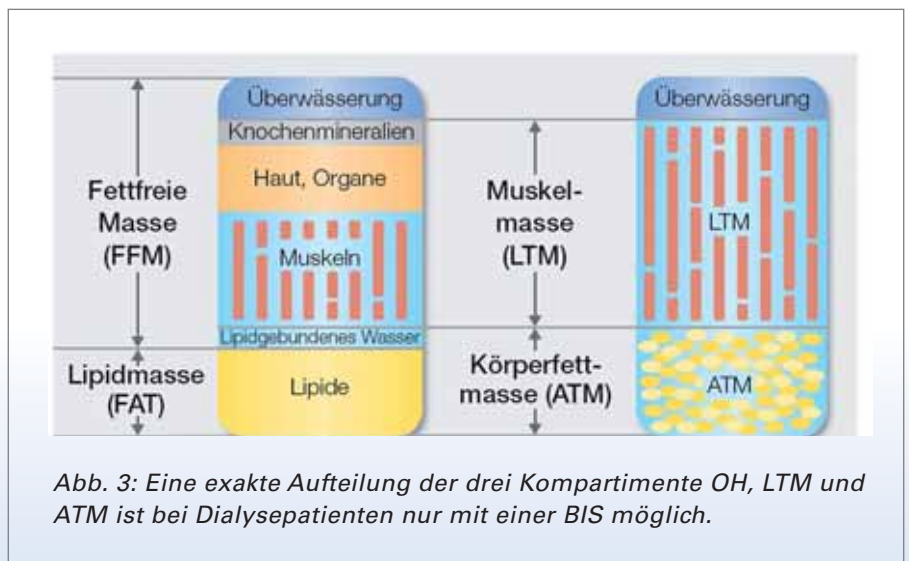 Fettfreie
Masse
(FFM)
Lipidmasse
(FAT)
Überwässerung
Knochenmineralien
Haut, Organe
Muskeln
Lipidgebundenes Wasser
Lipide
Muskel-
masse
(LTM)
Körperfett-
masse (ATM)
Überwässerung
LTM
ATM
Abb. 3: Eine exakte Aufteilung der drei Kompartimente OH, LTM und
ATM ist bei Dialysepatienten nur mit einer BIS möglich.